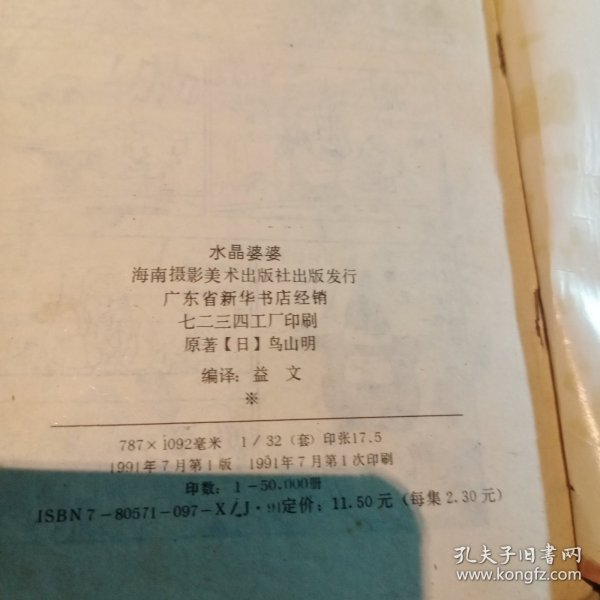 水晶婆婆
海南摄影美术出版社出版发行
广东省新华书店经销
七二三四工厂印刷
原著【日】鸟山明
编译：益文
※
787×1092毫米 1/32（套）印张17.5
1991年7月第1版 1991年7月第1次印刷
印数：1—50.000册
ISBN7-80571-097-X/J·91定价：11.50元（每集2.30元）
孔夫子旧书网
www.kongfz.com